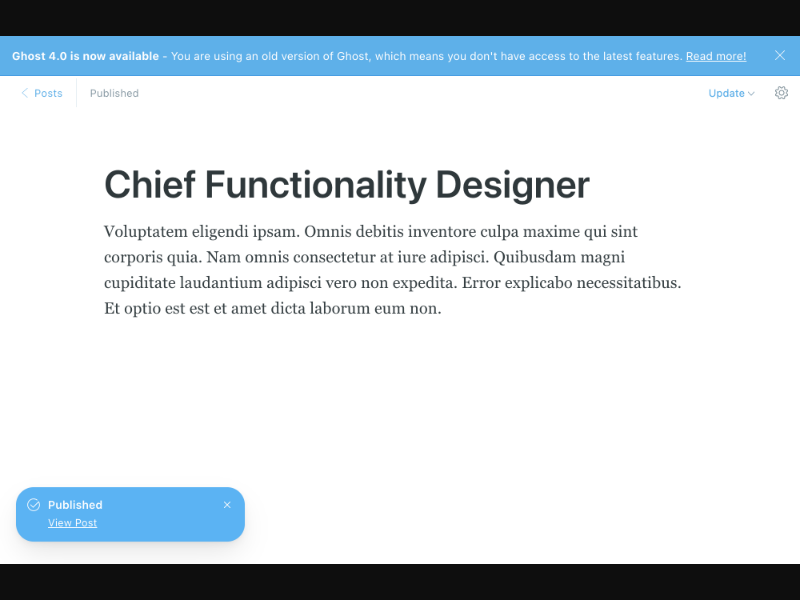 Ghost 4.0 is now available - You are using an old version of Ghost, which means you don't have access to the latest features. Read more!
Posts
Published
Update
Chief Functionality Designer
Voluptatem eligendi ipsam. Omnis debitis inventore culpa maxime qui sint
corporis quia. Nam omnis consectetur at iure adipisci. Quibusdam magni
cupiditate laudantium adipisci vero non expedita. Error explicabo necessitatibus.
Et optio est est et amet dicta laborum eum non.
Published
View Post